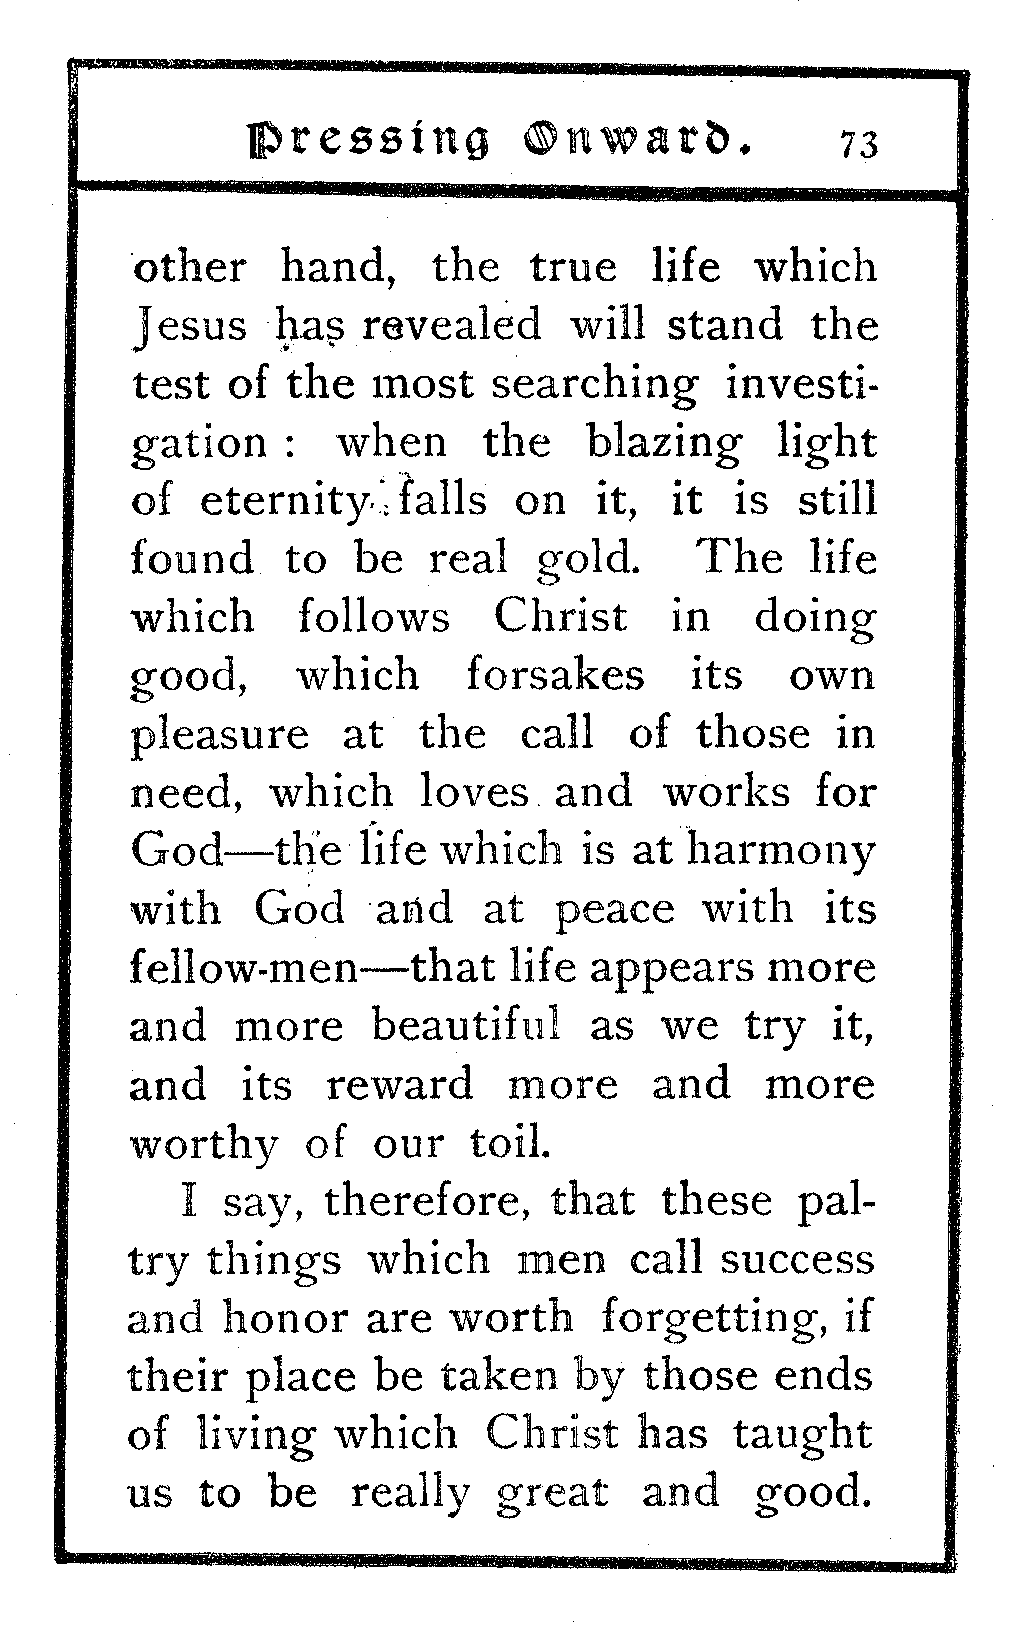 Pressing Onward. 73
other hand, the true life which
Jesus has revealed will stand the
test of the most searching investi-
gation : when the blazing light
of eternity falls on it, it is still
found to be real gold. The life
which follows Christ in doing
good, which forsakes its own
pleasure at the call of those in
need, which loves and works for
God—the life which is at harmony
with God and at peace with its
fellow-men—that life appears more
and more beautiful as we try it,
and its reward more and more
worthy of our toil.
I say, therefore, that these pal-
try things which men call success
and honor are worth forgetting, if
their place be taken by those ends
of living which Christ has taught
us to be really great and good.